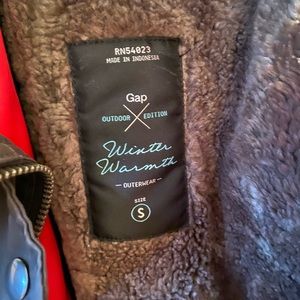 RN54023
MADE IN INDONESIA
Gap
OUTDOOR EDITION
Winter
Warmth
—OUTERWEAR—
SIZE
S